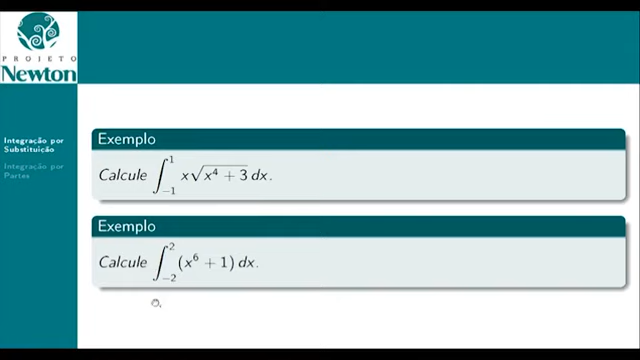 PROJETO
Newton
Integração por
Substituição
Integração por
Partes
Exemplo
Calcule ∫_{-1}^{1} x√(x⁴ + 3) dx.
Exemplo
Calcule ∫_{-2}^{2} (x⁶ + 1) dx.